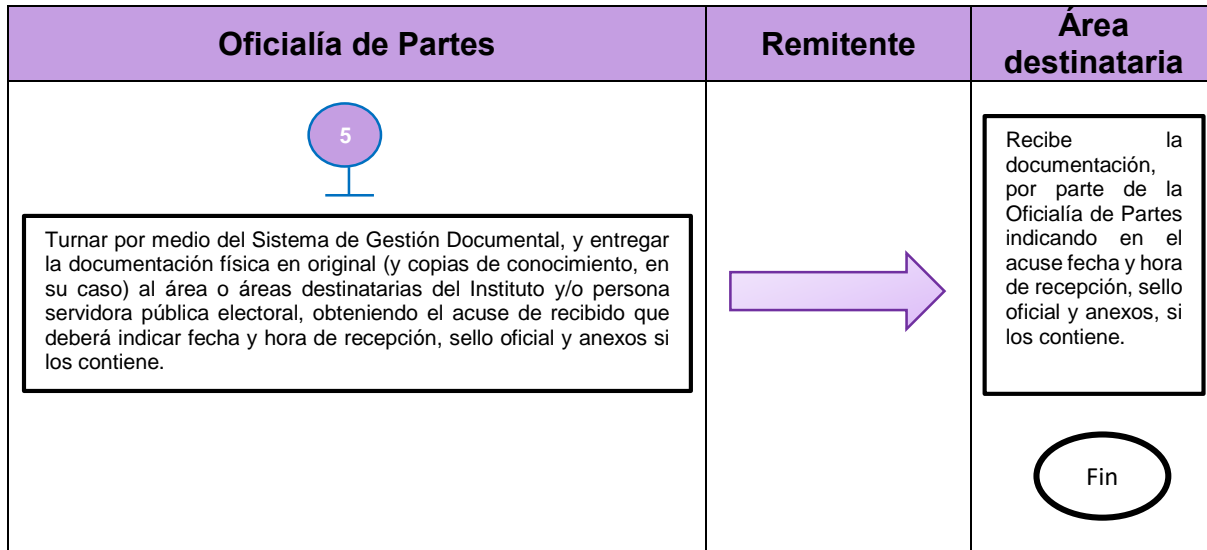 Oficialía de Partes
Remitente
Área
destinataria
5
Turnar por medio del Sistema de Gestión Documental, y entregar
la documentación física en original (y copias de conocimiento, en
su caso) al área o áreas destinatarias del Instituto y/o persona
servidora pública electoral, obteniendo el acuse de recibido que
deberá indicar fecha y hora de recepción, sello oficial y anexos si
los contiene.
Recibe la
documentación,
por parte de la
Oficialía de Partes
indicando en el
acuse fecha y hora
de recepción, sello
oficial y anexos, si
los contiene.
Fin